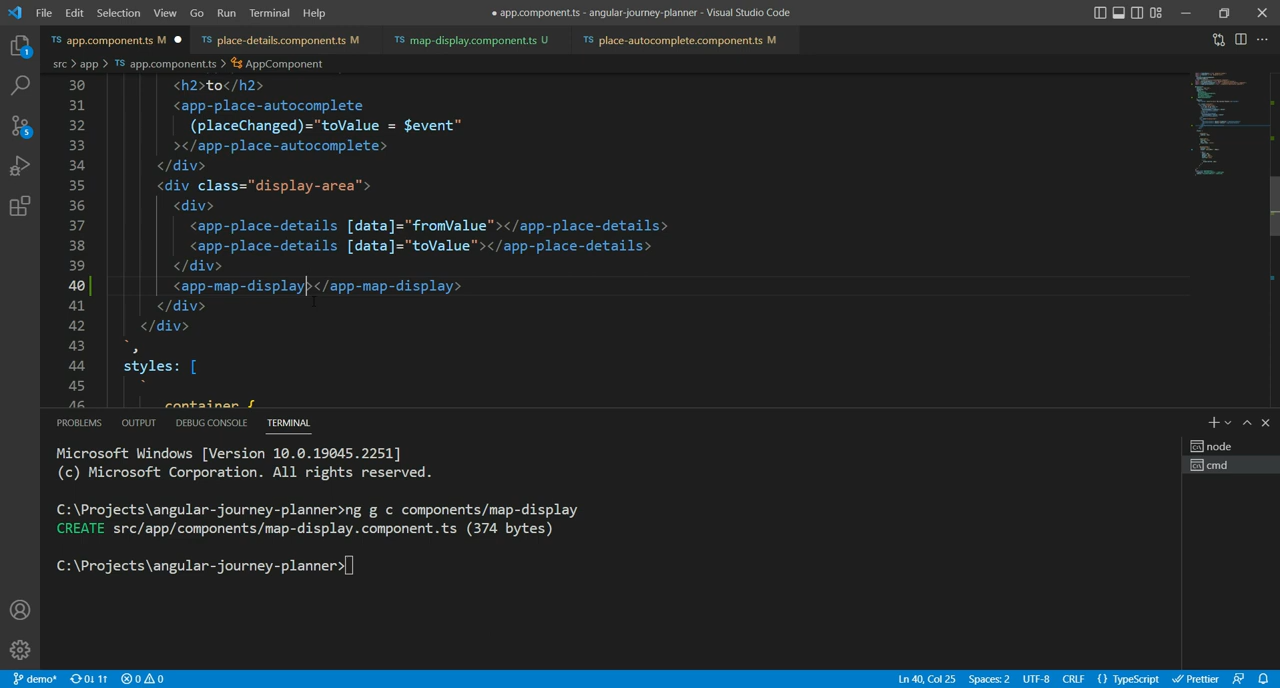 File Edit Selection View Go Run Terminal Help
● app.component.ts - angular-journey-planner - Visual Studio Code
TS app.component.ts M ●
TS place-details.component.ts M
TS map-display.component.ts U
TS place-autocomplete.component.ts M
src > app > TS app.component.ts > AppComponent
30 <h2>to</h2>
31 <app-place-autocomplete
32 (placeChanged)="toValue = $event"
33 ></app-place-autocomplete>
34 </div>
35 <div class="display-area">
36 <div>
37 <app-place-details [data]="fromValue"></app-place-details>
38 <app-place-details [data]="toValue"></app-place-details>
39 </div>
40 <app-map-display></app-map-display>
41 </div>
42 </div>
43 `,
44 styles: [
45 `
46 .container {
PROBLEMS OUTPUT DEBUG CONSOLE TERMINAL
Microsoft Windows [Version 10.0.19045.2251]
(c) Microsoft Corporation. All rights reserved.
C:\Projects\angular-journey-planner>ng g c components/map-display
CREATE src/app/components/map-display.component.ts (374 bytes)
C:\Projects\angular-journey-planner>
node
cmd
1
5
demo* 0↓ 1↑ 0 0
Ln 40, Col 25 Spaces: 2 UTF-8 CRLF {} TypeScript Prettier